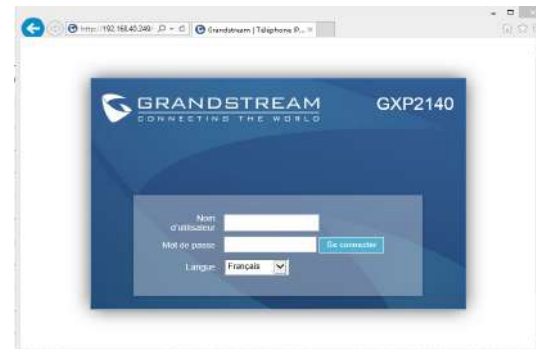 http://192.168.40.249/
Grandstream | Téléphone IP...
GRANDSTREAM
CONNECTING THE WORLD
GXP2140
Nom
d'utilisateur
Mot de passe
Se connecter
Langue
Français